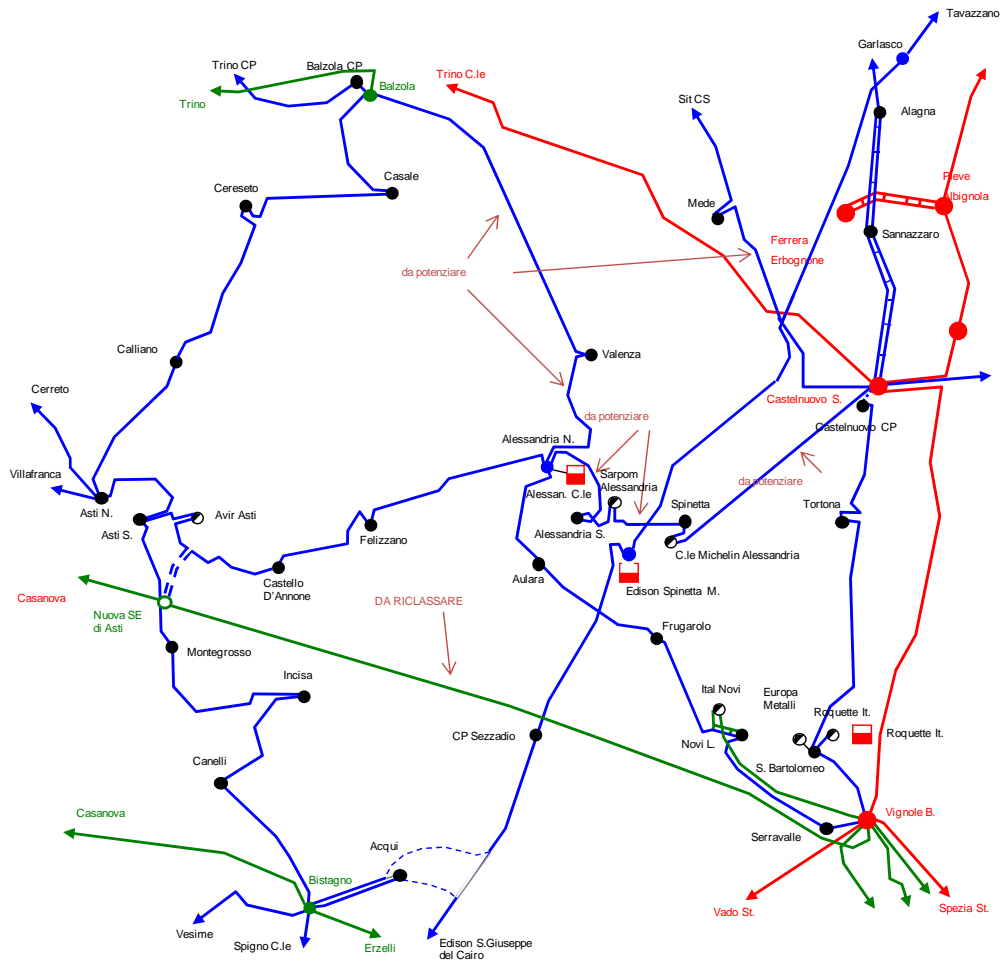 Tavazzano
Garlasco
Trino CP
Balzola CP
Trino C.le
Balzola
Trino
Sit CS
Alagna
Casale
Cereseto
Pieve
Albignola
Mede
Sannazzaro
Ferrera
Erbognone
da potenziare
Calliano
Valenza
Cerreto
Castelnuovo S.
da potenziare
Castelnuovo CP
Alessandria N.
Villafranca
Sarpom
Alessandria
da potenziare
Alessan. C.le
Asti N.
Avir Asti
Spinetta
Tortona
Asti S.
Felizzano
Alessandria S.
C.le Michelin Alessandria
Castello
D'Annone
Aulara
Edison Spinetta M.
Casanova
DA RICLASSARE
Nuova SE
di Asti
Frugarolo
Montegrosso
Incisa
Ital Novi
Europa
Metalli
Roquette It.
Roquette It.
CP Sezzadio
Novi L.
Canelli
S. Bartolomeo
Casanova
Vignole B.
Serravalle
Acqui
Bistagno
Vado St.
Spezia St.
Vesime
Spigno C.le
Erzelli
Edison S.Giuseppe
del Cairo